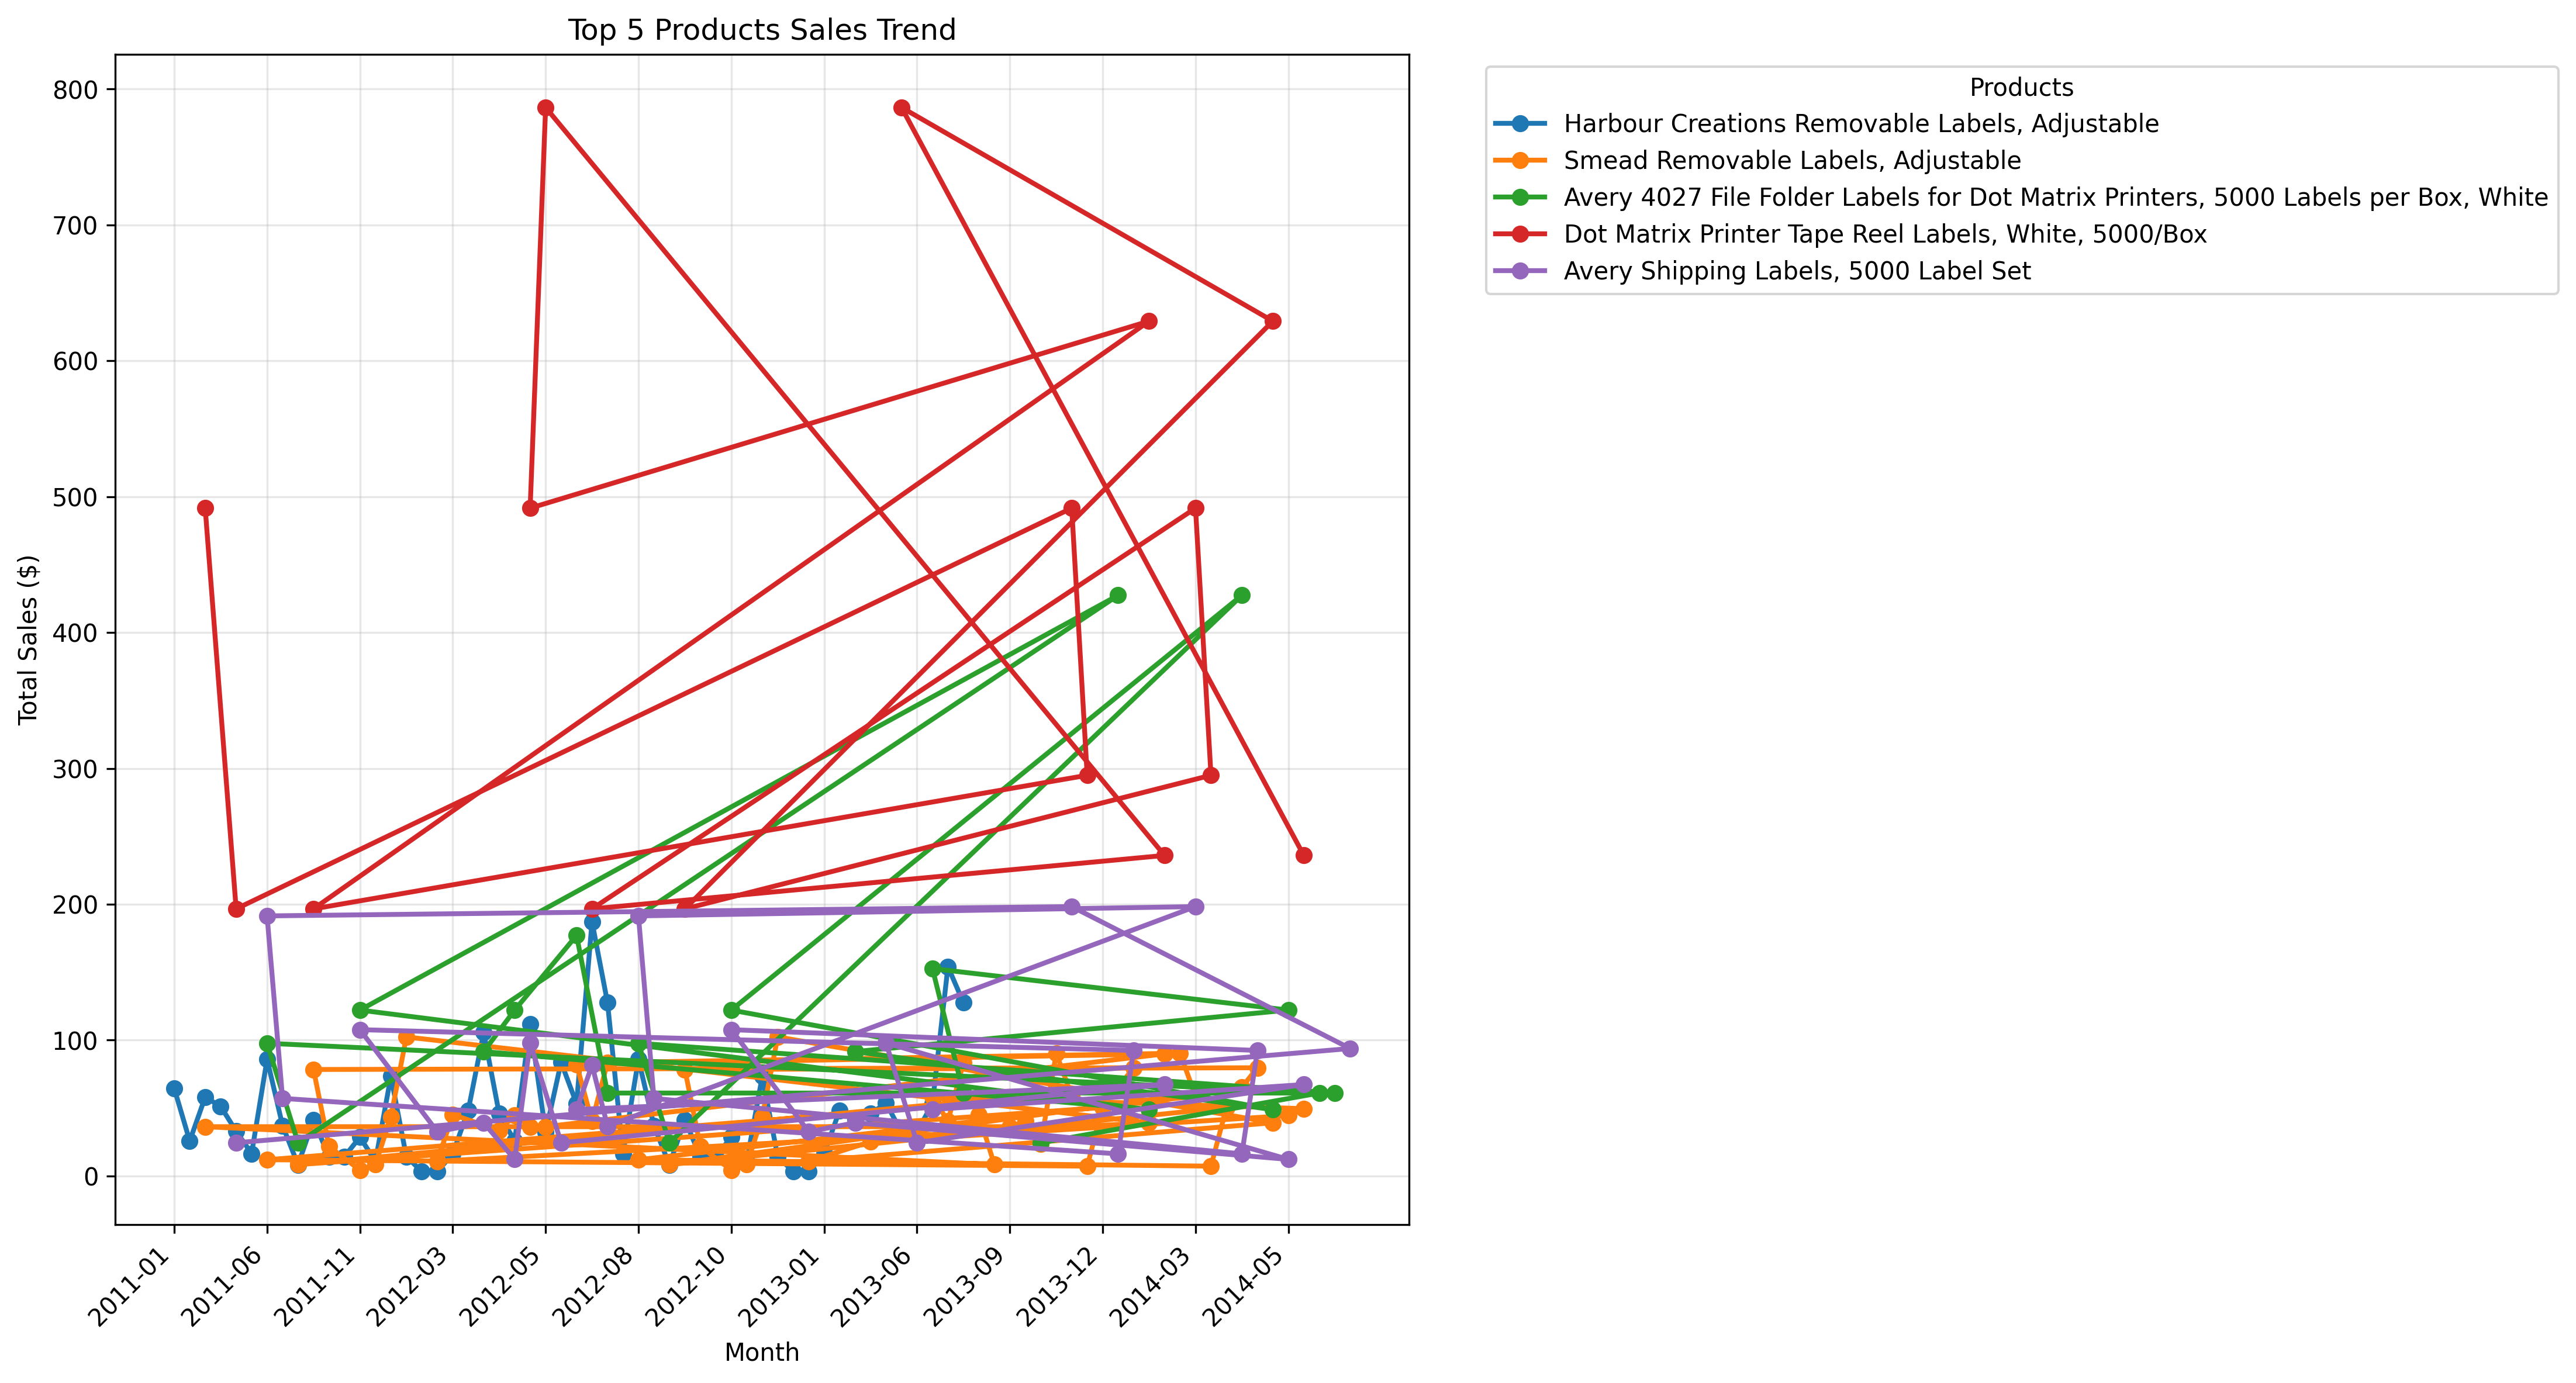 Top 5 Products Sales Trend
800
700
600
500
400
300
200
100
0
Total Sales ($)
2011-01
2011-06
2011-11
2012-03
2012-05
2012-08
2012-10
2013-01
2013-06
2013-09
2013-12
2014-03
2014-05
Month
Products
Harbour Creations Removable Labels, Adjustable
Smead Removable Labels, Adjustable
Avery 4027 File Folder Labels for Dot Matrix Printers, 5000 Labels per Box, White
Dot Matrix Printer Tape Reel Labels, White, 5000/Box
Avery Shipping Labels, 5000 Label Set